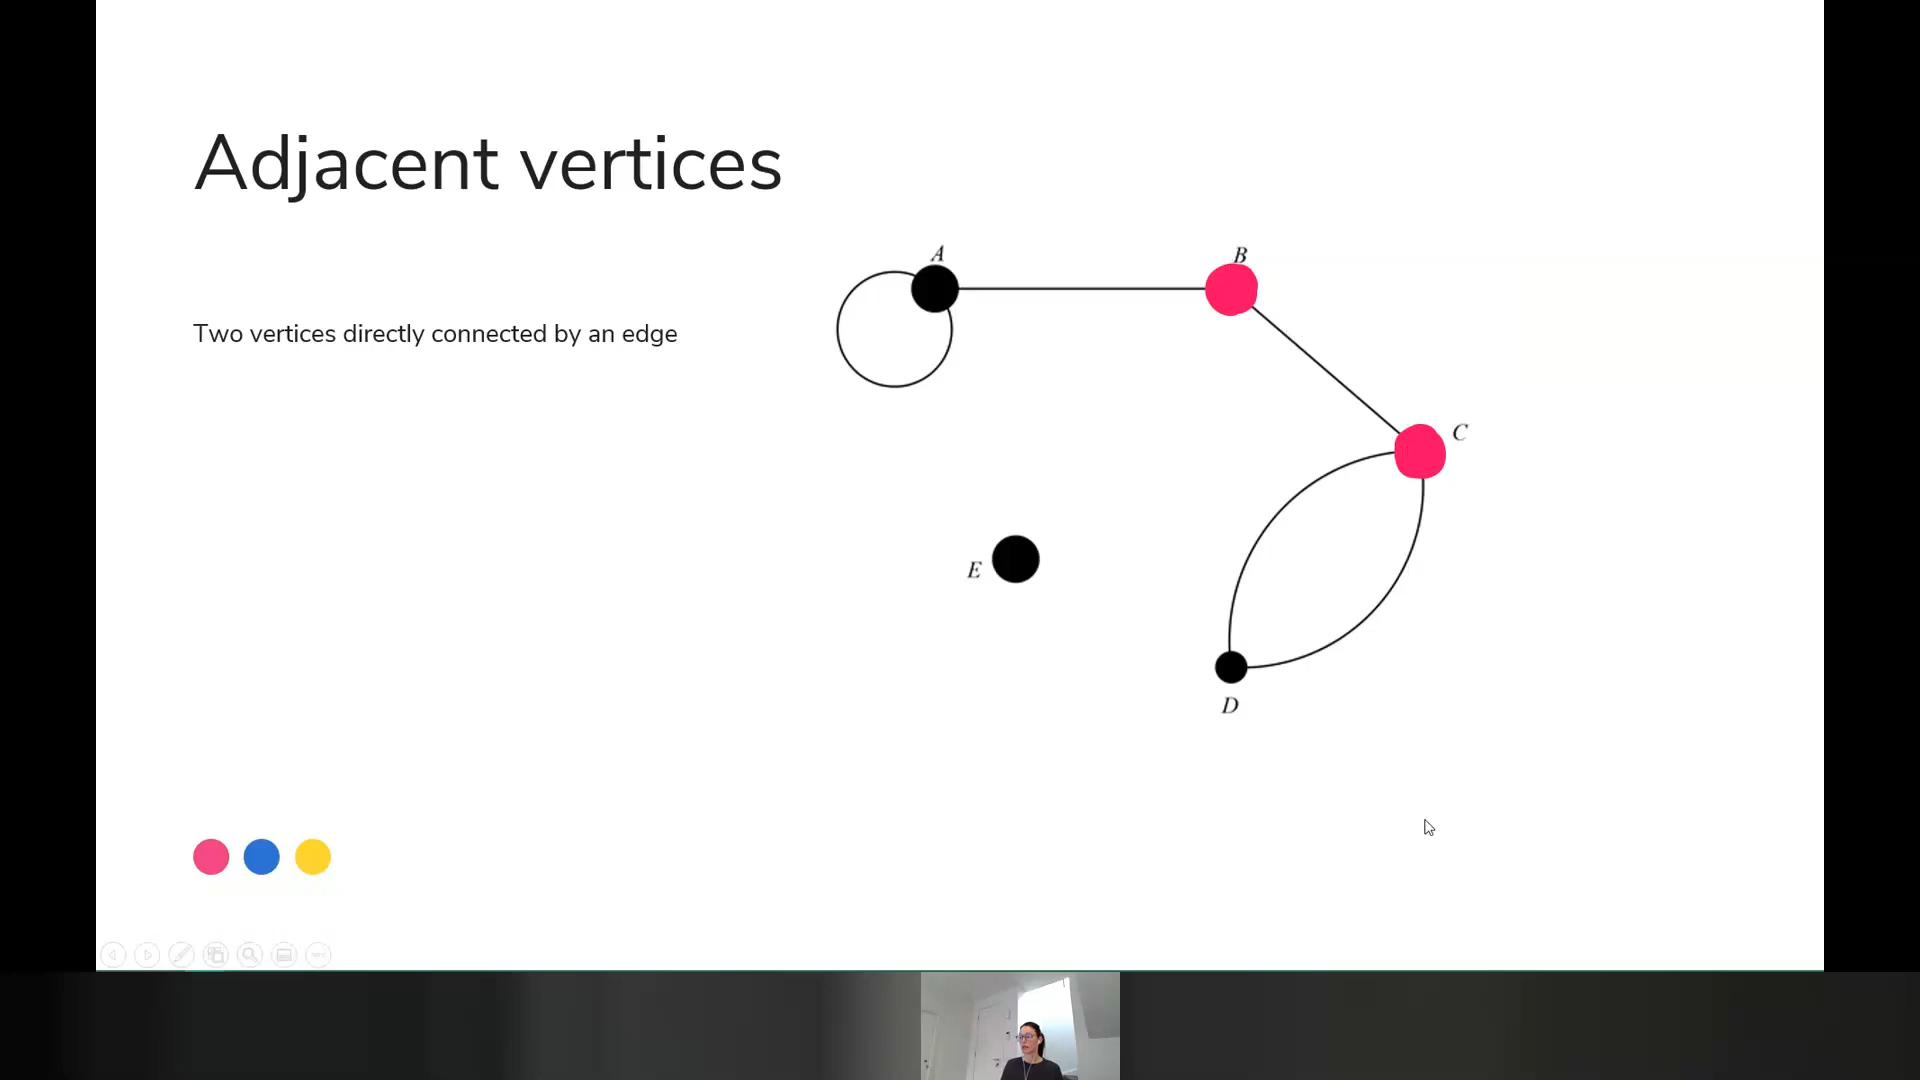 Adjacent vertices
Two vertices directly connected by an edge
A
B
C
E
D